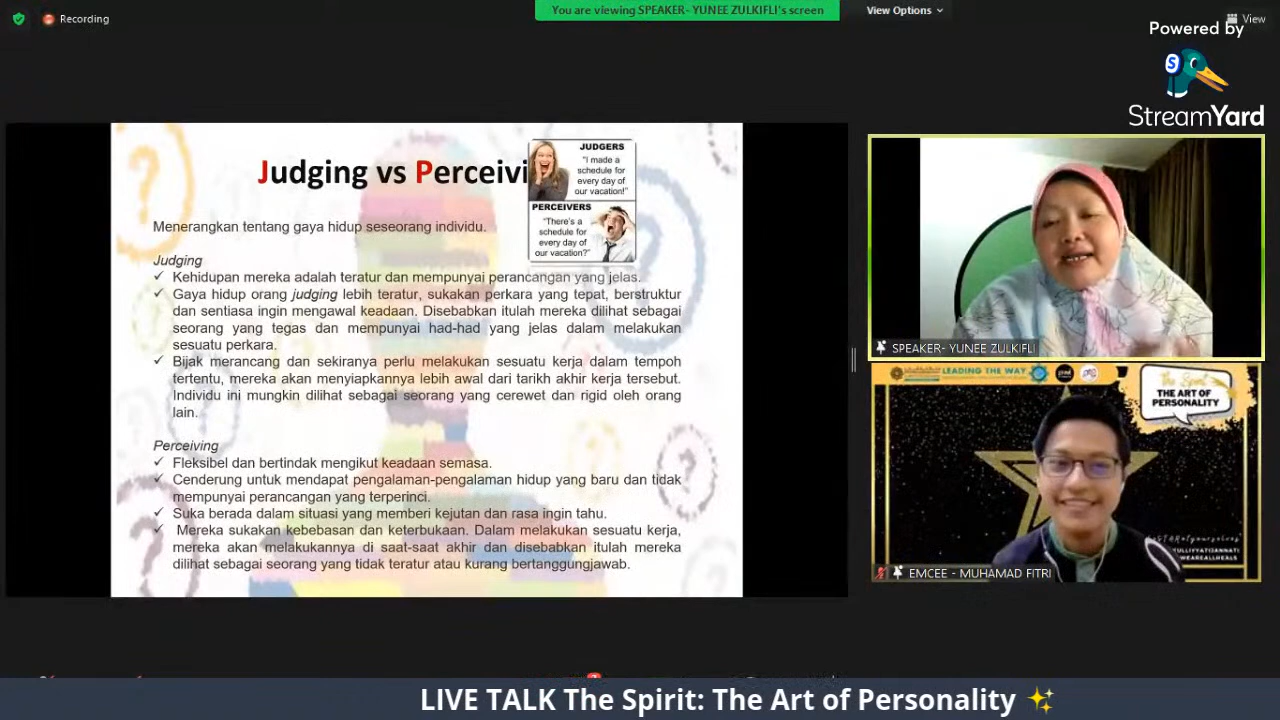 Recording
You are viewing SPEAKER- YUNEE ZULKIFLI's screen
View Options
View
Powered by
S
StreamYard
Judging vs Perceivi
JUDGERS
"I made a
schedule for
every day of
our vacation!"
PERCEIVERS
"There's a
schedule for
every day of
our vacation?"
Menerangkan tentang gaya hidup seseorang individu.
Judging
✓ Kehidupan mereka adalah teratur dan mempunyai perancangan yang jelas.
✓ Gaya hidup orang judging lebih teratur, sukakan perkara yang tepat, berstruktur
dan sentiasa ingin mengawal keadaan. Disebabkan itulah mereka dilihat sebagai
seorang yang tegas dan mempunyai had-had yang jelas dalam melakukan
sesuatu perkara.
✓ Bijak merancang dan sekiranya perlu melakukan sesuatu kerja dalam tempoh
tertentu, mereka akan menyiapkannya lebih awal dari tarikh akhir kerja tersebut.
Individu ini mungkin dilihat sebagai seorang yang cerewet dan rigid oleh orang
lain.
Perceiving
✓ Fleksibel dan bertindak mengikut keadaan semasa.
✓ Cenderung untuk mendapat pengalaman-pengalaman hidup yang baru dan tidak
mempunyai perancangan yang terperinci.
✓ Suka berada dalam situasi yang memberi kejutan dan rasa ingin tahu.
✓ Mereka sukakan kebebasan dan keterbukaan. Dalam melakukan sesuatu kerja,
mereka akan melakukannya di saat-saat akhir dan disebabkan itulah mereka
dilihat sebagai seorang yang tidak teratur atau kurang bertanggungjawab.
SPEAKER- YUNEE ZULKIFLI
LEADING THE WAY
The Spirit
THE ART OF
PERSONALITY
EMCEE - MUHAMAD FITRI
LIVE TALK The Spirit: The Art of Personality ✨